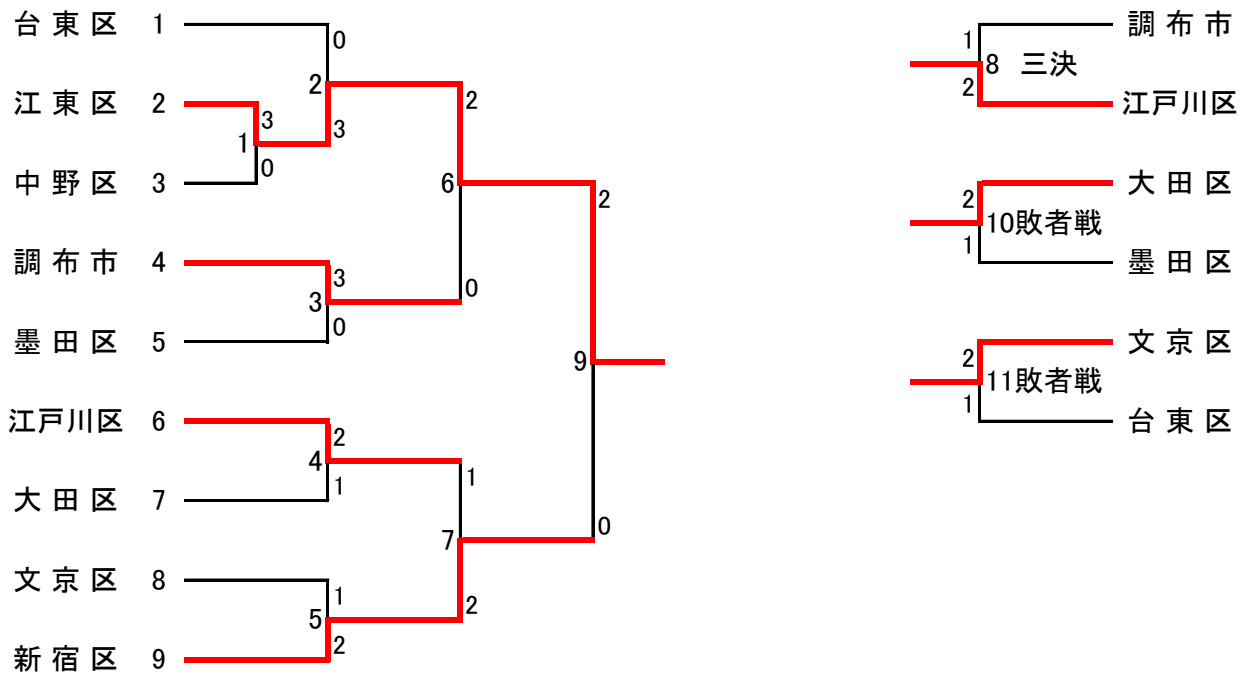 台東区 1
0
2
江東区 2
3
3
1
0
中野区 3
2
6
2
調布市 4
3
3
0
0
墨田区 5
9
江戸川区 6
2
4
1
1
大田区 7
0
7
文京区 8
1
5
2
2
新宿区 9
調布市
1
8 三決
2
江戸川区
大田区
2
10敗者戦
1
墨田区
文京区
2
11敗者戦
1
台東区